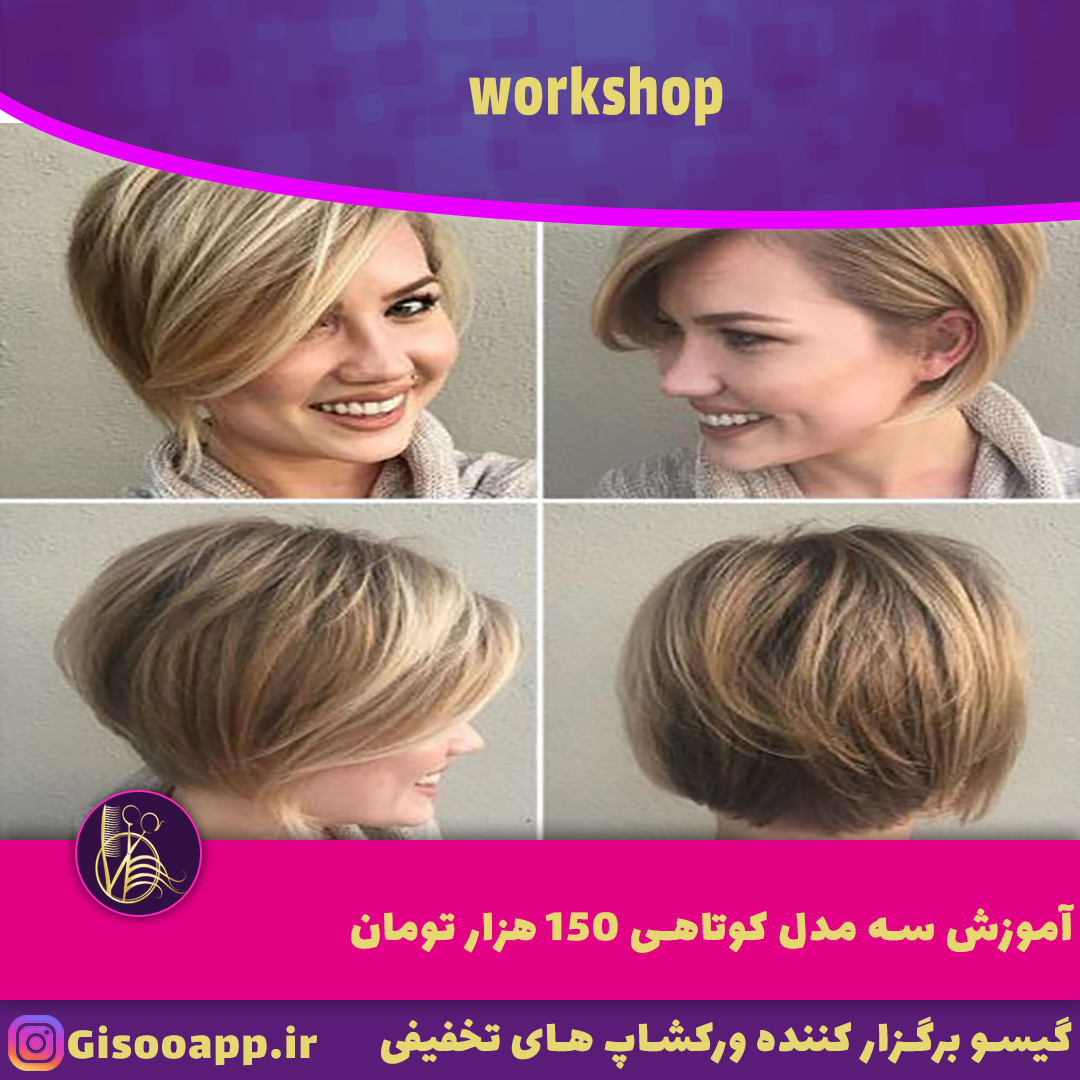 workshop
آموزش سه مدل کوتاهی 150 هزار تومان
گیسو برگزار کننده ورکشاپ های تخفیفی
Gisooapp.ir